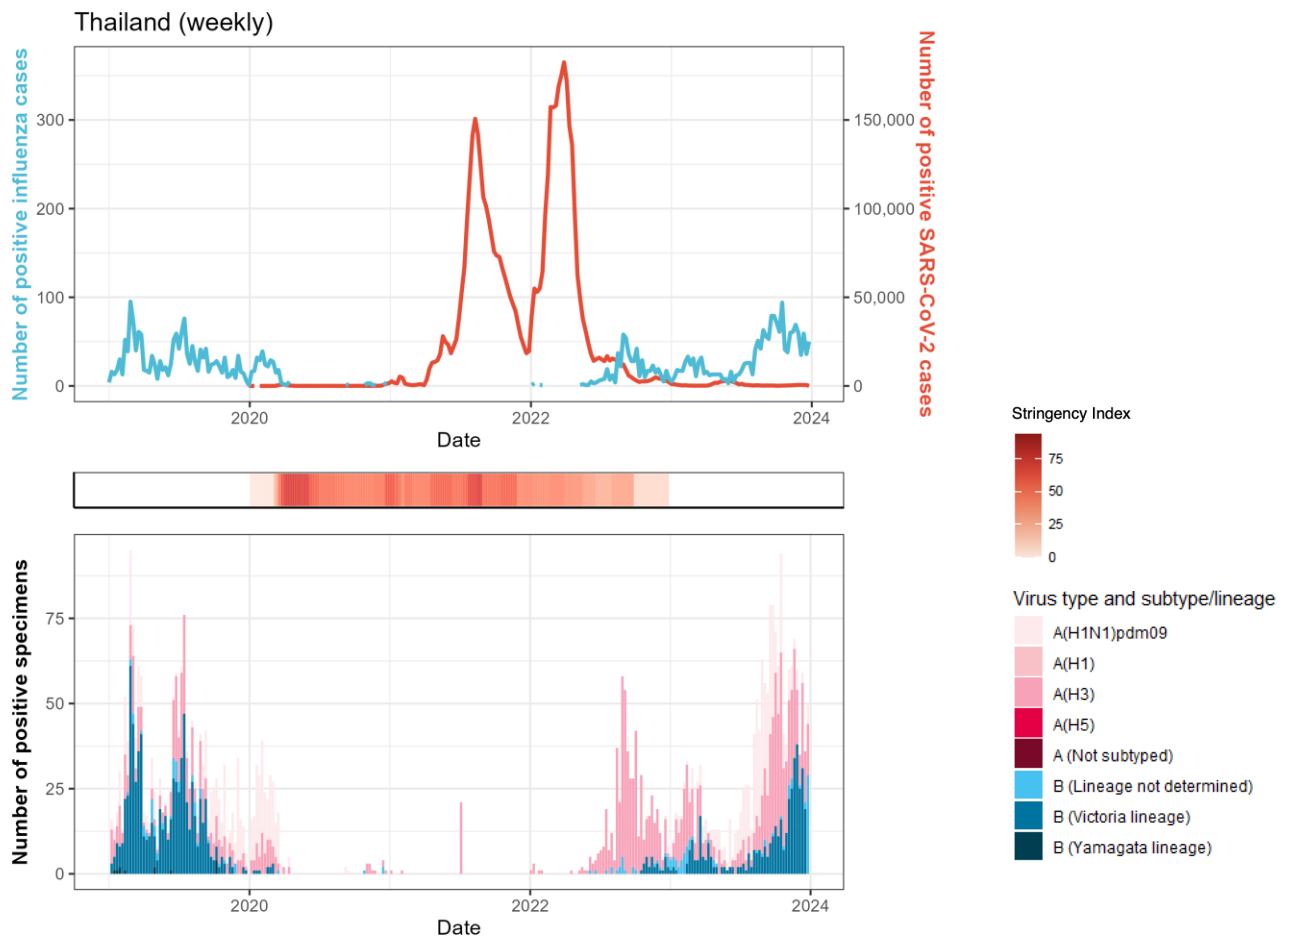 Thailand (weekly)
Number of positive influenza cases
300
200
100
0
150,000
100,000
50,000
0
Number of positive SARS-CoV-2 cases
2020
2022
2024
Date
Stringency Index
75
50
25
0
Number of positive specimens
75
50
25
0
2020
2022
2024
Date
Virus type and subtype/lineage
A(H1N1)pdm09
A(H1)
A(H3)
A(H5)
A (Not subtyped)
B (Lineage not determined)
B (Victoria lineage)
B (Yamagata lineage)